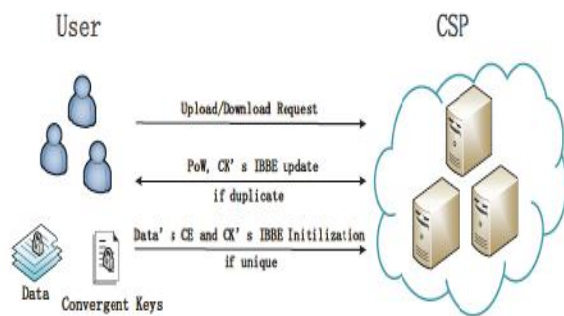 User
CSP
Upload/Download Request
PoW, CK's IBBE update
if duplicate
Data's CE and CK's IBBE Initilization
if unique
Data
Convergent Keys